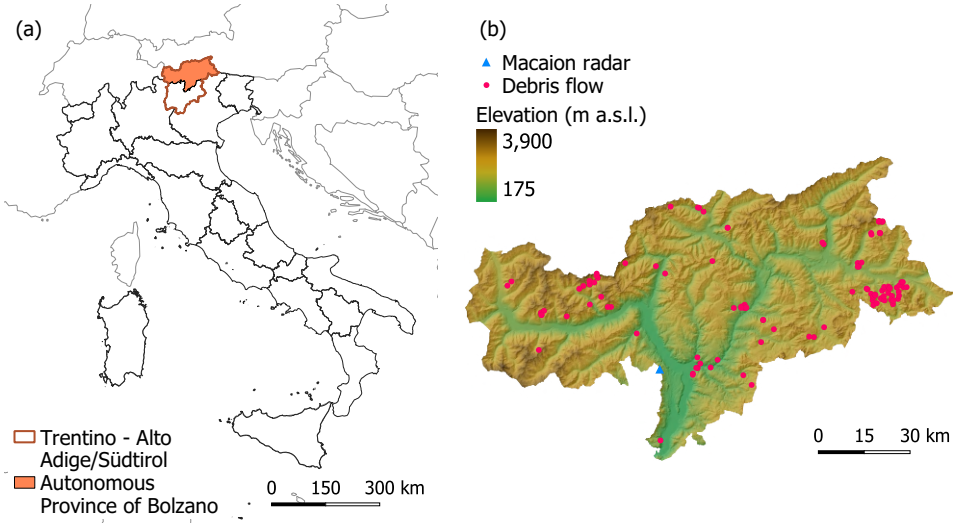 (a)
Trentino - Alto
Adige/Südtirol
Autonomous
Province of Bolzano
0 150 300 km
(b)
Macaion radar
Debris flow
Elevation (m a.s.l.)
3,900
175
0 15 30 km